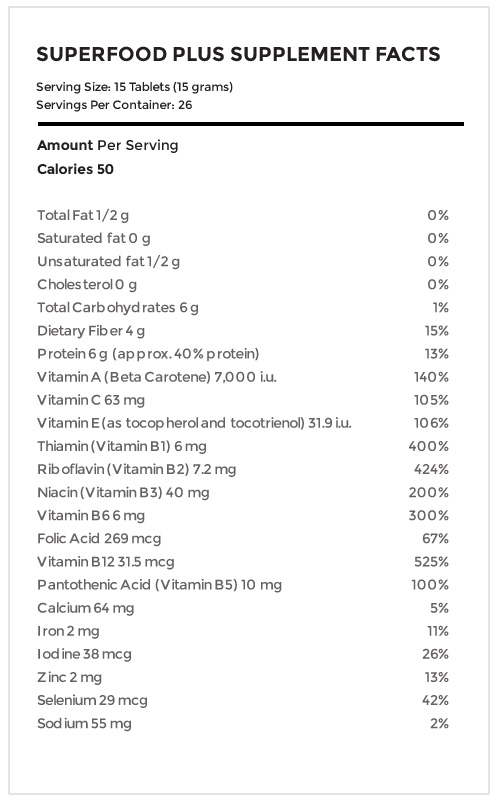 SUPERFOOD PLUS SUPPLEMENT FACTS
Serving Size: 15 Tablets (15 grams)
Servings Per Container: 26
Amount Per Serving
Calories 50
Total Fat 1/2 g 0%
Saturated fat 0 g 0%
Unsaturated fat 1/2 g 0%
Cholesterol 0 g 0%
Total Carbohydrates 6 g 1%
Dietary Fiber 4 g 15%
Protein 6 g (approx. 40% protein) 13%
Vitamin A (Beta Carotene) 7,000 i.u. 140%
Vitamin C 63 mg 105%
Vitamin E (as tocopherol and tocotrienol) 31.9 i.u. 106%
Thiamin (Vitamin B1) 6 mg 400%
Riboflavin (Vitamin B2) 7.2 mg 424%
Niacin (Vitamin B3) 40 mg 200%
Vitamin B6 6 mg 300%
Folic Acid 269 mcg 67%
Vitamin B12 31.5 mcg 525%
Pantothenic Acid (Vitamin B5) 10 mg 100%
Calcium 64 mg 5%
Iron 2 mg 11%
Iodine 38 mcg 26%
Zinc 2 mg 13%
Selenium 29 mcg 42%
Sodium 55 mg 2%